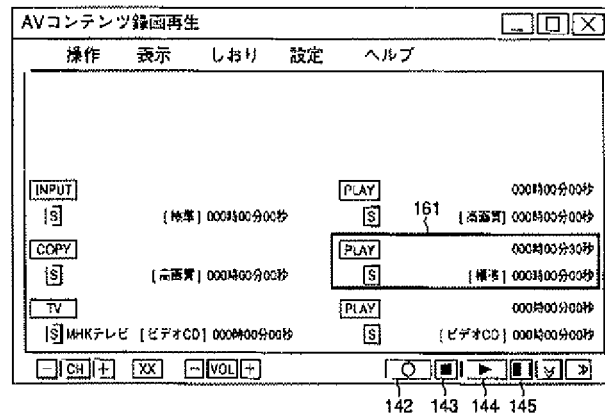 AVコンテンツ録画再生
操作 表示 しおり 設定 ヘルプ
INPUT PLAY 000時00分00秒
S [標準] 000時00分00秒 S 161 [高画質] 000時00分00秒
COPY PLAY 000時00分30秒
S [高画質] 000時00分00秒 S [標準] 000時00分00秒
TV PLAY 000時00分00秒
S MHKテレビ [ビデオCD] 000時00分00秒 S [ビデオCD] 000時00分00秒
- CH + XX - VOL +
142 143 144 145